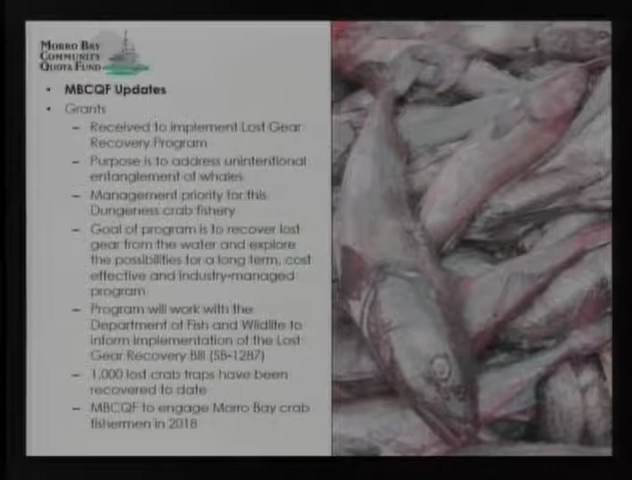 MORRO BAY
COMMUNITY
QUOTA FUND
• MBCQF Updates
• Grants
– Received to implement Lost Gear
Recovery Program
– Purpose is to address unintentional
entanglement of whales
– Management priority for this
Dungeness crab fishery
– Goal of program is to recover lost
gear from the water and explore
the possibilities for a long term, cost
effective and industry-managed
program
– Program will work with the
Department of Fish and Wildlife to
inform implementation of the Lost
Gear Recovery Bill (SB-1287)
– 1,000 lost crab traps have been
recovered to date
– MBCQF to engage Morro Bay crab
fishermen in 2018